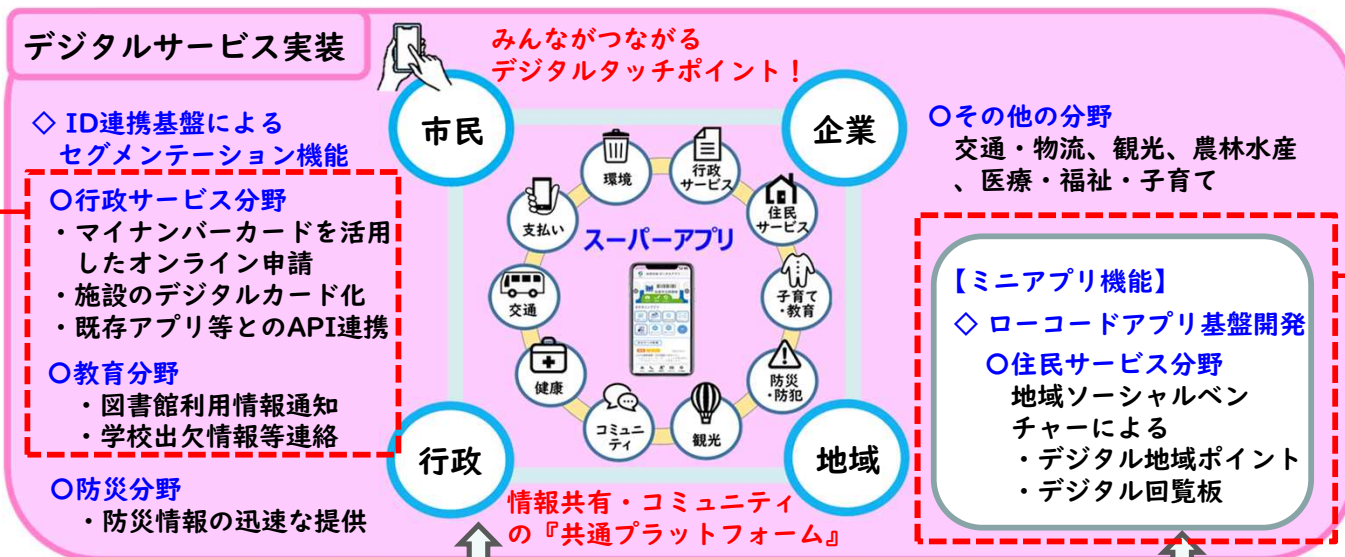 デジタルサービス実装
みんながつながる
デジタルタッチポイント！
◇ ID連携基盤による
セグメンテーション機能
○行政サービス分野
・マイナンバーカードを活用
したオンライン申請
・施設のデジタルカード化
・既存アプリ等とのAPI連携
○教育分野
・図書館利用情報通知
・学校出欠情報等連絡
○防災分野
・防災情報の迅速な提供
市民
企業
行政
地域
スーパーアプリ
環境
行政
サービス
住民
サービス
子育て
・教育
防災
・防犯
観光
コミュニ
ティ
健康
交通
支払い
情報共有・コミュニティ
の『共通プラットフォーム』
○その他の分野
交通・物流、観光、農林水産
、医療・福祉・子育て
【ミニアプリ機能】
◇ ローコードアプリ基盤開発
○住民サービス分野
地域ソーシャルベン
チャーによる
・デジタル地域ポイント
・デジタル回覧板